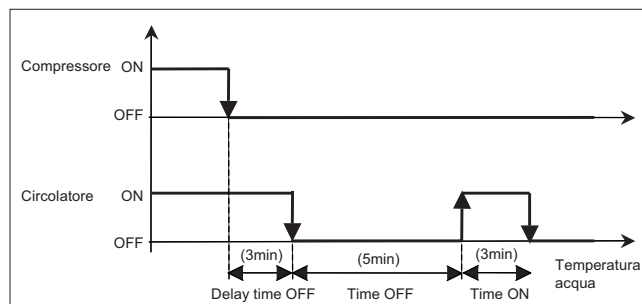 Compressore
ON
OFF
Circolatore
ON
OFF
(3min) (5min) (3min)
Temperatura
acqua
Delay time OFF Time OFF Time ON